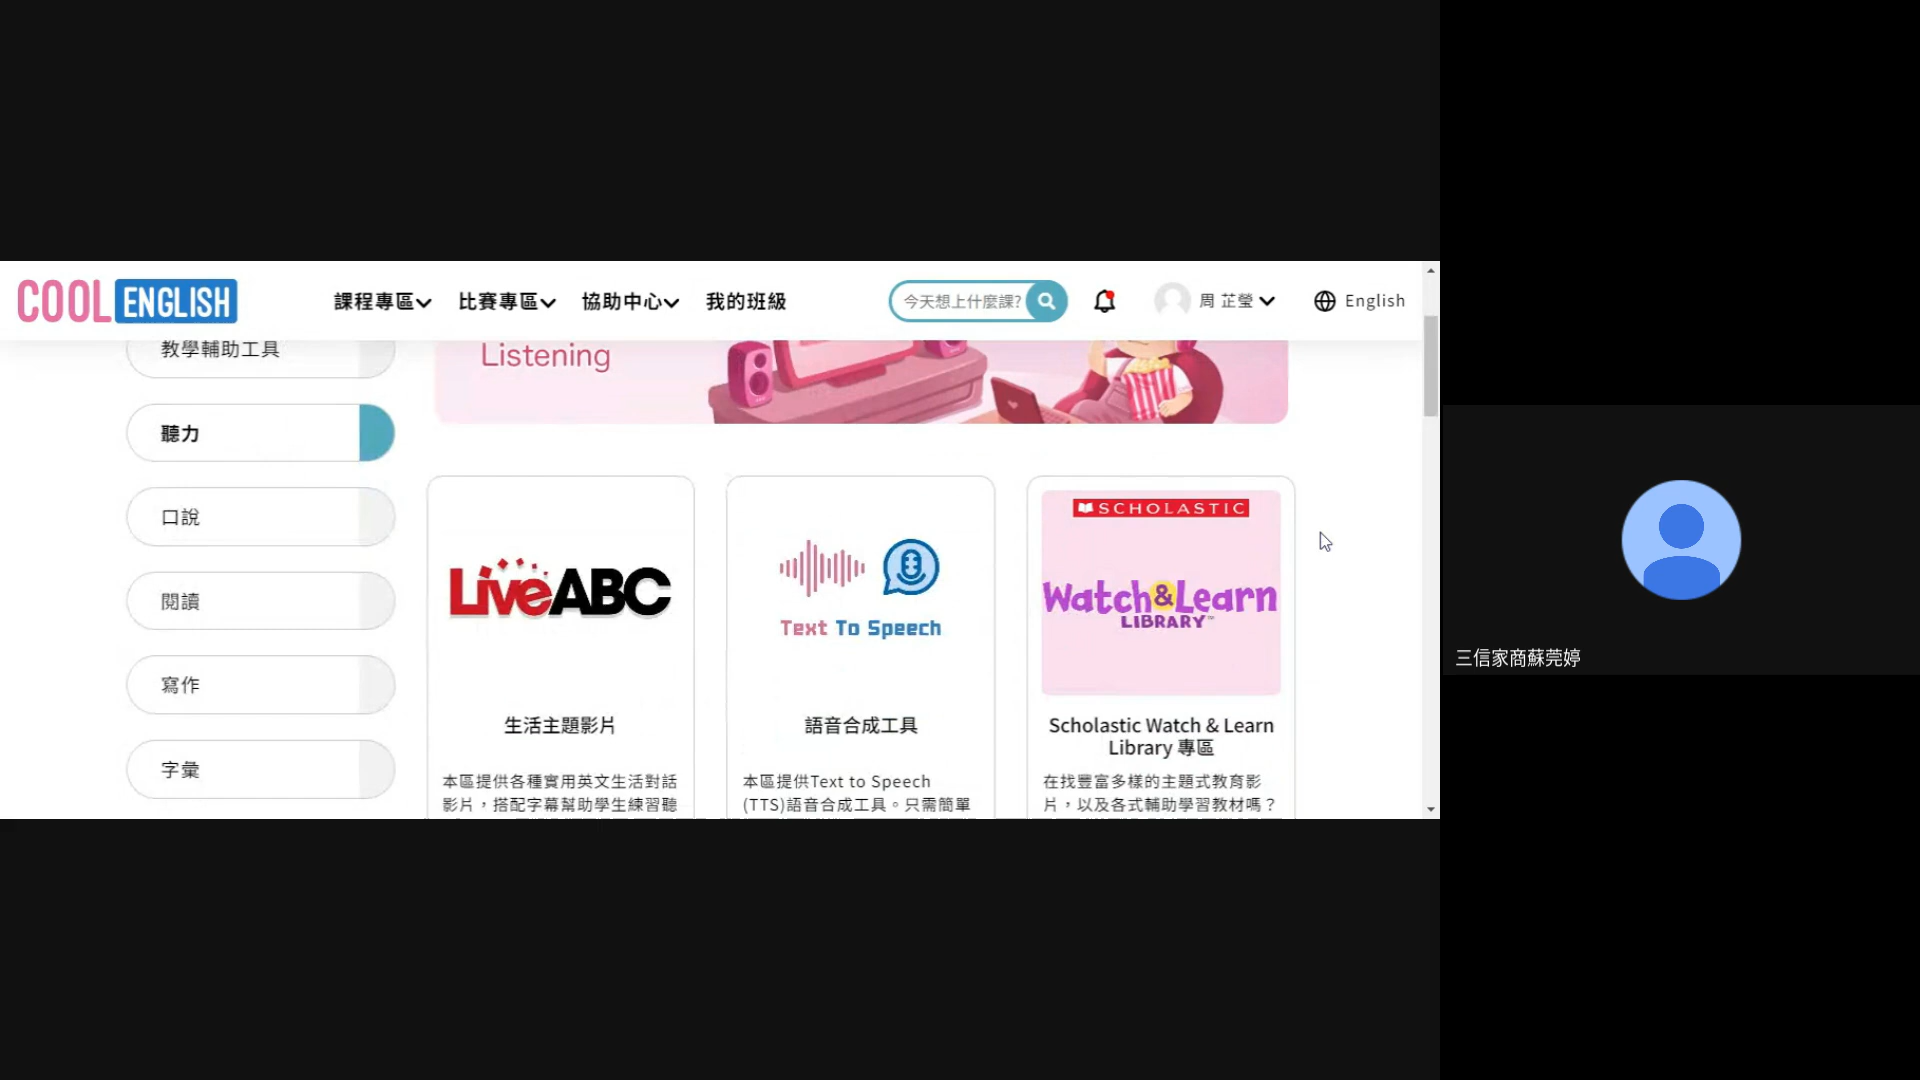 COOL ENGLISH
課程專區
比賽專區
協助中心
我的班級
今天想上什麼課?
周 芷瑩
English
教學輔助工具
聽力
口說
閱讀
寫作
字彙
Listening
LiveABC
生活主題影片
本區提供各種實用英文生活對話
影片，搭配字幕幫助學生練習聽
Text To Speech
語音合成工具
本區提供Text to Speech
(TTS)語音合成工具。只需簡單
SCHOLASTIC
Watch&Learn
LIBRARY™
Scholastic Watch & Learn
Library 專區
在找豐富多樣的主題式教育影
片，以及各式輔助學習教材嗎？
三信家商蘇莞婷